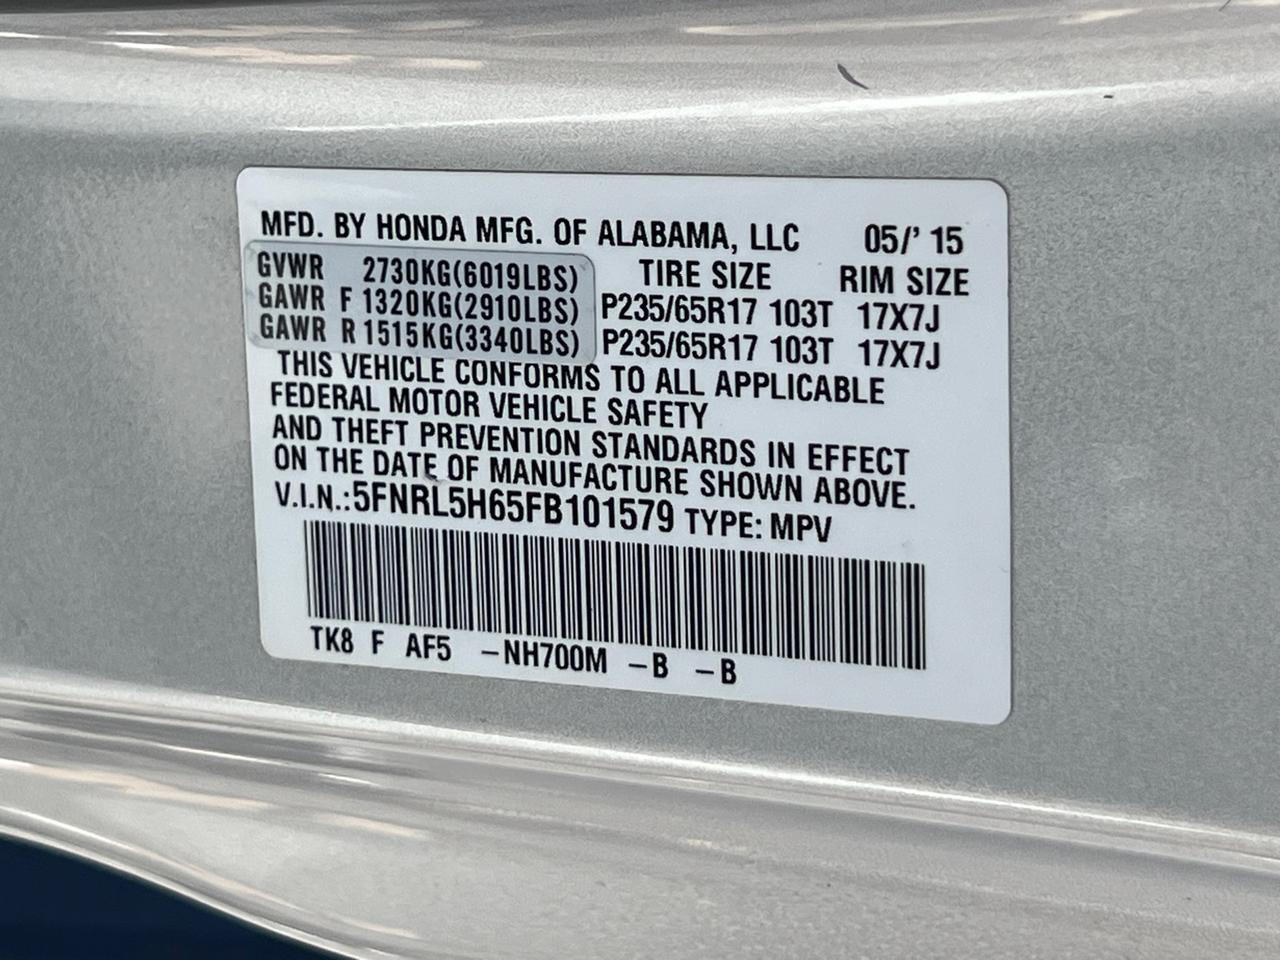 MFD. BY HONDA MFG. OF ALABAMA, LLC 05/' 15
GVWR 2730KG(6019LBS) TIRE SIZE RIM SIZE
GAWR F 1320KG(2910LBS) P235/65R17 103T 17X7J
GAWR R 1515KG(3340LBS) P235/65R17 103T 17X7J
THIS VEHICLE CONFORMS TO ALL APPLICABLE
FEDERAL MOTOR VEHICLE SAFETY
AND THEFT PREVENTION STANDARDS IN EFFECT
ON THE DATE OF MANUFACTURE SHOWN ABOVE.
V.I.N.:5FNRL5H65FB101579 TYPE: MPV
TK8 F AF5 –NH700M –B –B